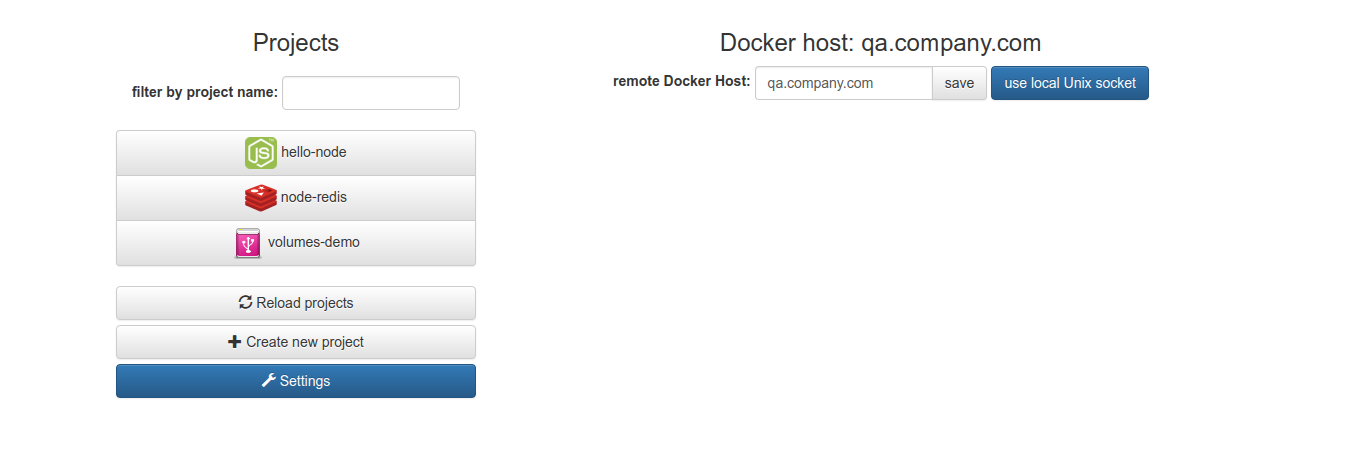 Projects
filter by project name:
JS hello-node
node-redis
volumes-demo
Reload projects
Create new project
Settings
Docker host: qa.company.com
remote Docker Host: qa.company.com save use local Unix socket